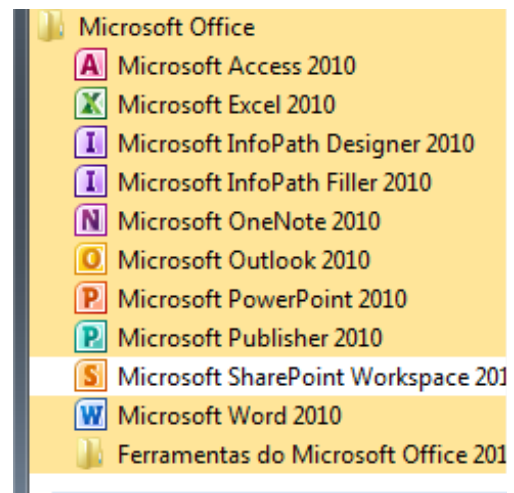 Microsoft Office
Microsoft Access 2010
Microsoft Excel 2010
Microsoft InfoPath Designer 2010
Microsoft InfoPath Filler 2010
Microsoft OneNote 2010
Microsoft Outlook 2010
Microsoft PowerPoint 2010
Microsoft Publisher 2010
Microsoft SharePoint Workspace 201
Microsoft Word 2010
Ferramentas do Microsoft Office 201